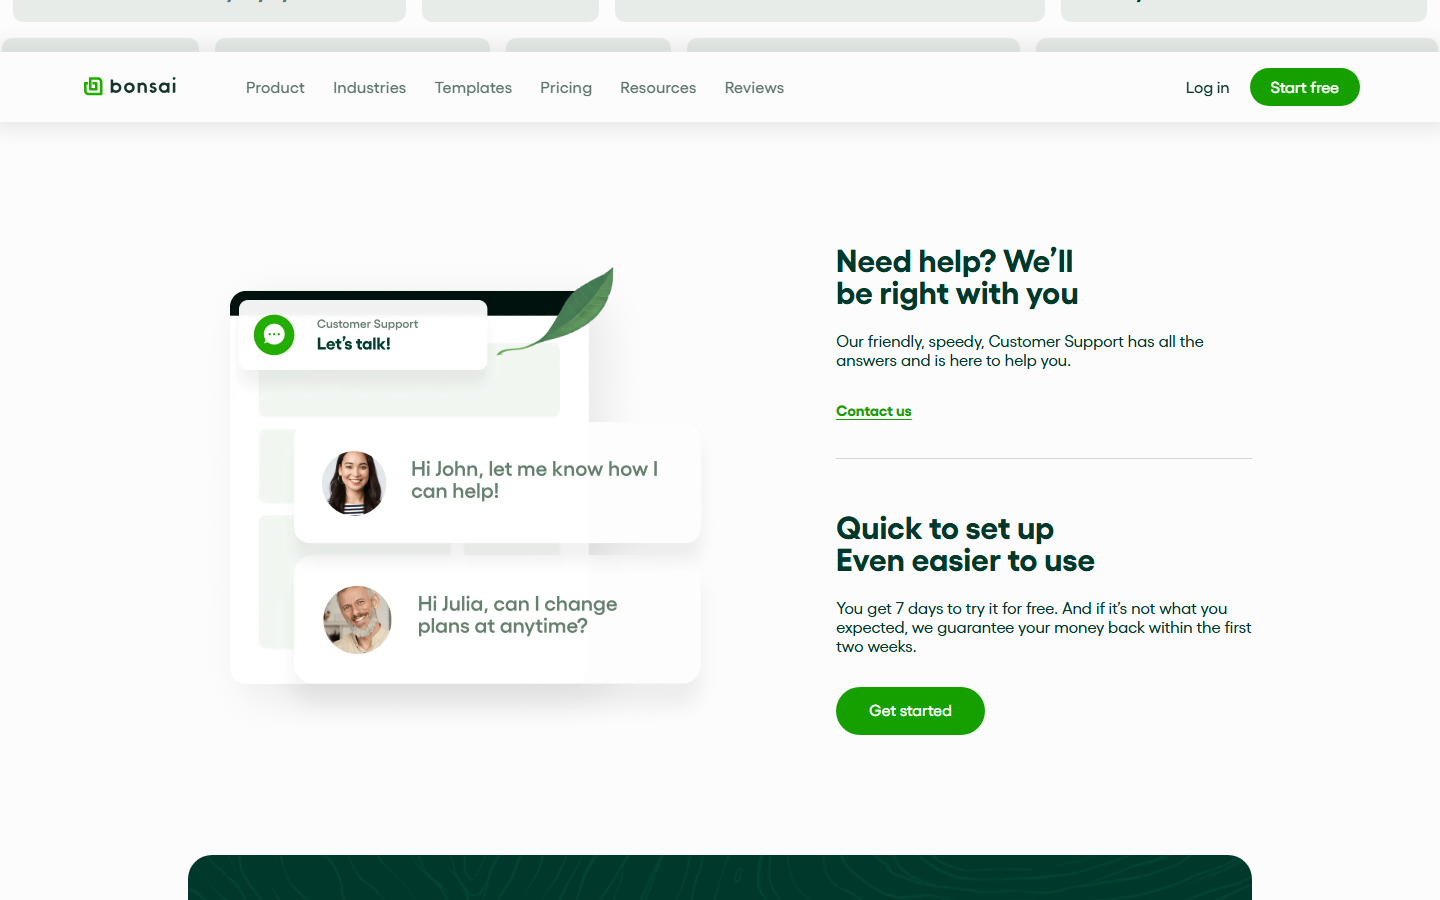 bonsai
Product
Industries
Templates
Pricing
Resources
Reviews
Log in
Start free
Customer Support
Let's talk!
Hi John, let me know how I
can help!
Hi Julia, can I change
plans at anytime?
Need help? We’ll
be right with you
Our friendly, speedy, Customer Support has all the
answers and is here to help you.
Contact us
Quick to set up
Even easier to use
You get 7 days to try it for free. And if it’s not what you
expected, we guarantee your money back within the first
two weeks.
Get started